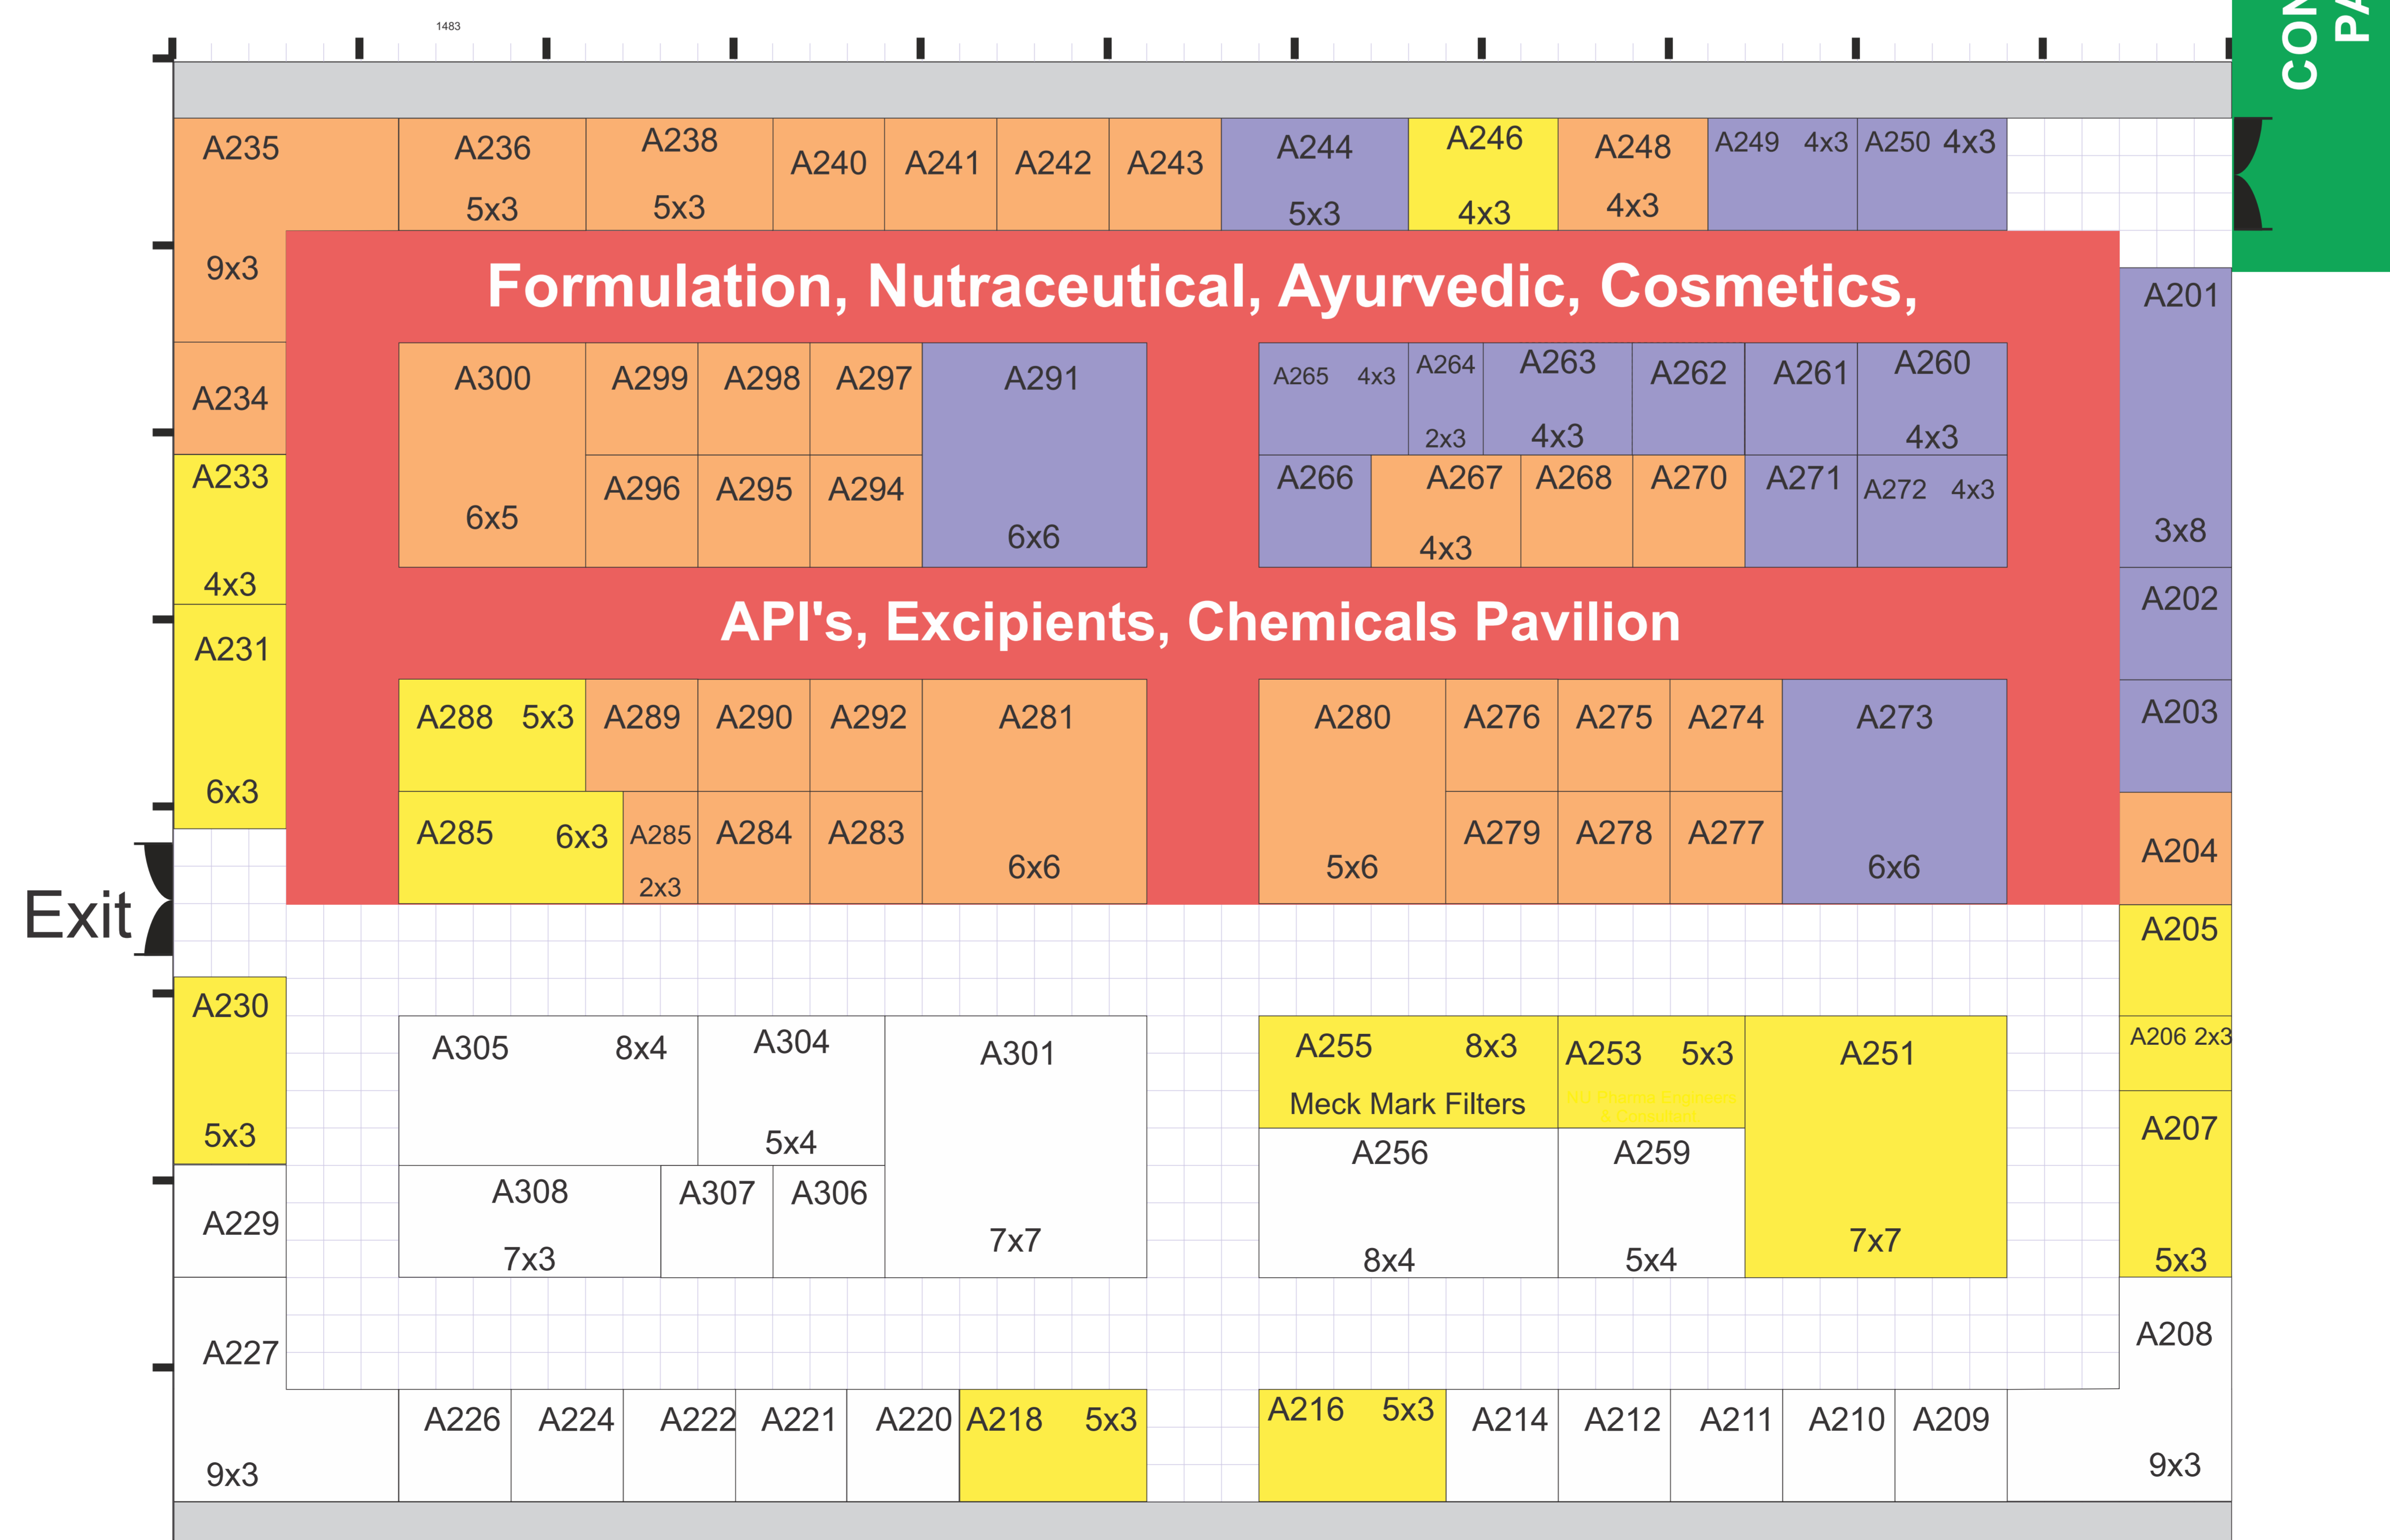 1483
CON
PA
A235
9x3
A236
5x3
A238
5x3
A240
A241
A242
A243
A244
5x3
A246
4x3
A248
4x3
A249 4x3
A250 4x3
Formulation, Nutraceutical, Ayurvedic, Cosmetics,
A201
3x8
A234
A300
6x5
A299
A298
A297
A291
6x6
A296
A295
A294
A265 4x3
A264
2x3
A263
4x3
A262
A261
A260
4x3
A266
A267
4x3
A268
A270
A271
A272 4x3
A233
4x3
A202
API's, Excipients, Chemicals Pavilion
A231
6x3
A203
A288 5x3
A289
A290
A292
A281
6x6
A285 6x3
A285
2x3
A284
A283
A280
5x6
A276
A275
A274
A273
6x6
A279
A278
A277
A204
Exit
A205
A230
5x3
A206 2x3
A305 8x4
A304
5x4
A301
7x7
A255 8x3
Meck Mark Filters
A253 5x3
& Consultant
A251
7x7
A207
5x3
A256
8x4
A259
5x4
A229
A308
7x3
A307
A306
A227
9x3
A208
9x3
A226
A224
A222
A221
A220
A218 5x3
A216 5x3
A214
A212
A211
A210
A209